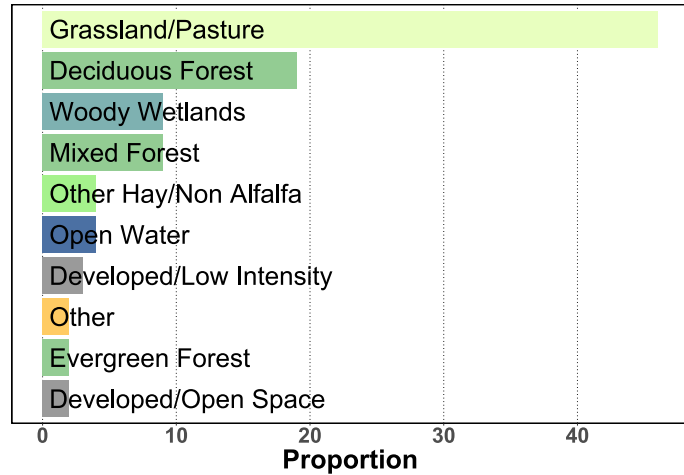 Grassland/Pasture
Deciduous Forest
Woody Wetlands
Mixed Forest
Other Hay/Non Alfalfa
Open Water
Developed/Low Intensity
Other
Evergreen Forest
Developed/Open Space
0 10 20 30 40
Proportion